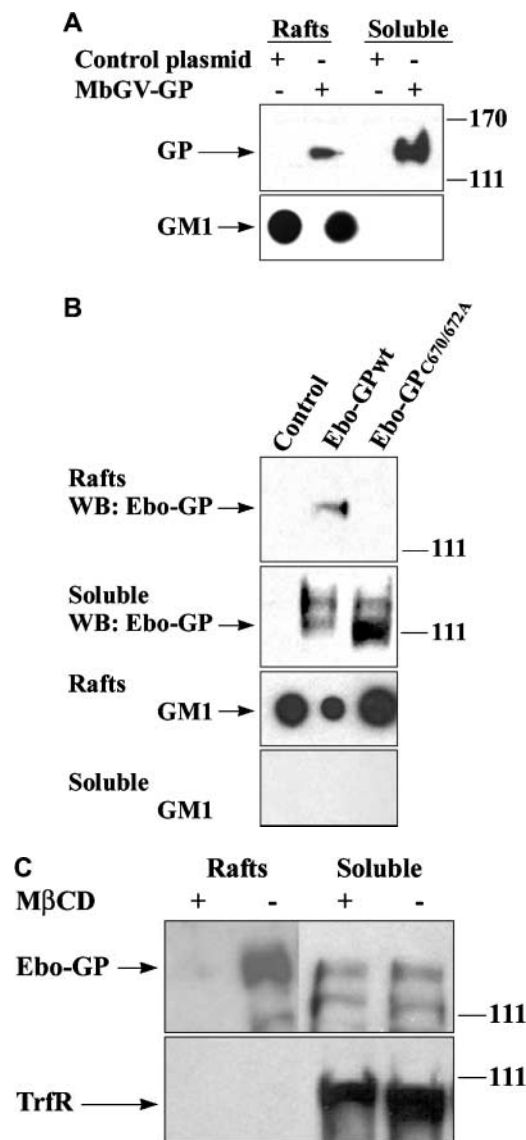 A
Rafts Soluble
Control plasmid + - + -
MbGV-GP - + - +
170
GP
111
GM1
B
Control
Ebo-GPwt
Ebo-GPC670/672A
Rafts
WB: Ebo-GP
111
Soluble
WB: Ebo-GP
111
Rafts
GM1
Soluble
GM1
C
Rafts Soluble
MβCD + - + -
Ebo-GP
111
111
TrfR